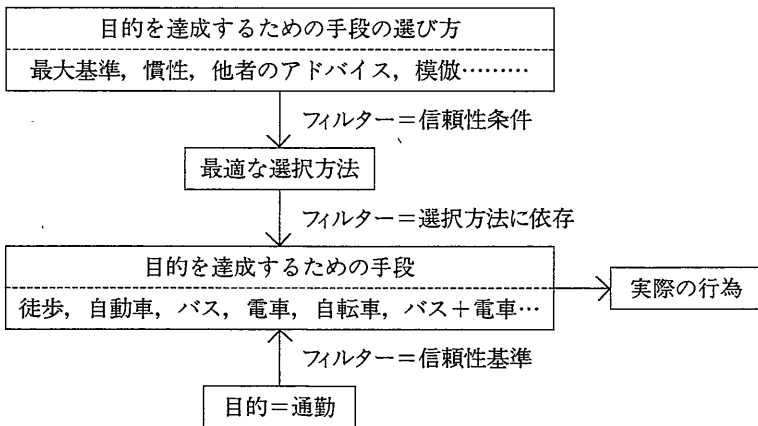 目的を達成するための手段の選び方
最大基準，慣性，他者のアドバイス，模倣………
フィルター＝信頼性条件
最適な選択方法
フィルター＝選択方法に依存
目的を達成するための手段
徒歩，自動車，バス，電車，自転車，バス＋電車…
実際の行為
フィルター＝信頼性基準
目的＝通勤